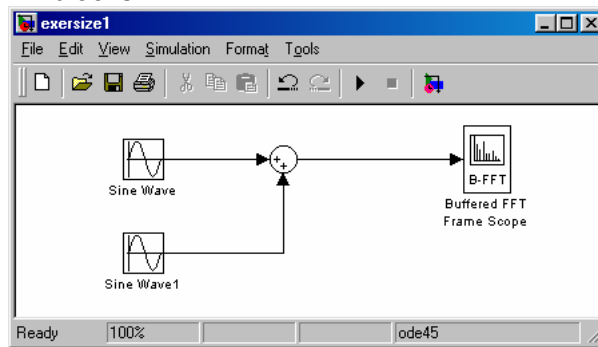 exersize1
File Edit View Simulation Format Tools
Sine Wave
++
B-FFT
Buffered FFT
Frame Scope
Sine Wave1
Ready 100% ode45